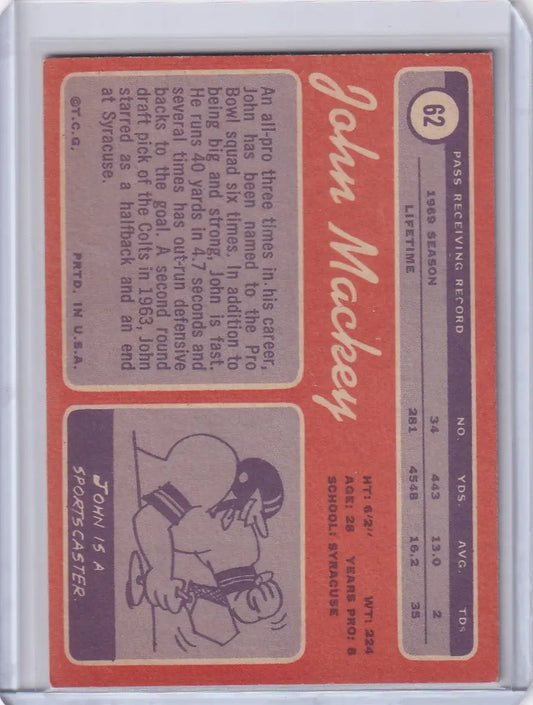 62
PASS RECEIVING RECORD NO. YDS. AVG. TDS
1969 SEASON 34 443 13.0 2
LIFETIME 281 4548 16.2 35
John Mackey
HT: 6'2" WT: 224
AGE: 28 YEARS PRO: 8
SCHOOL: SYRACUSE
An all-pro three times in his career,
John has been named to the Pro
Bowl squad six times. In addition to
being big and strong, John is fast.
He runs 40 yards in 4.7 seconds and
several times has out-run defensive
backs to the goal. A second round
draft pick of the Colts in 1963, John
starred as a halfback and an end
at Syracuse.
©T.C.G. PRTD. IN U.S.A.
JOHN IS A
SPORTSCASTER